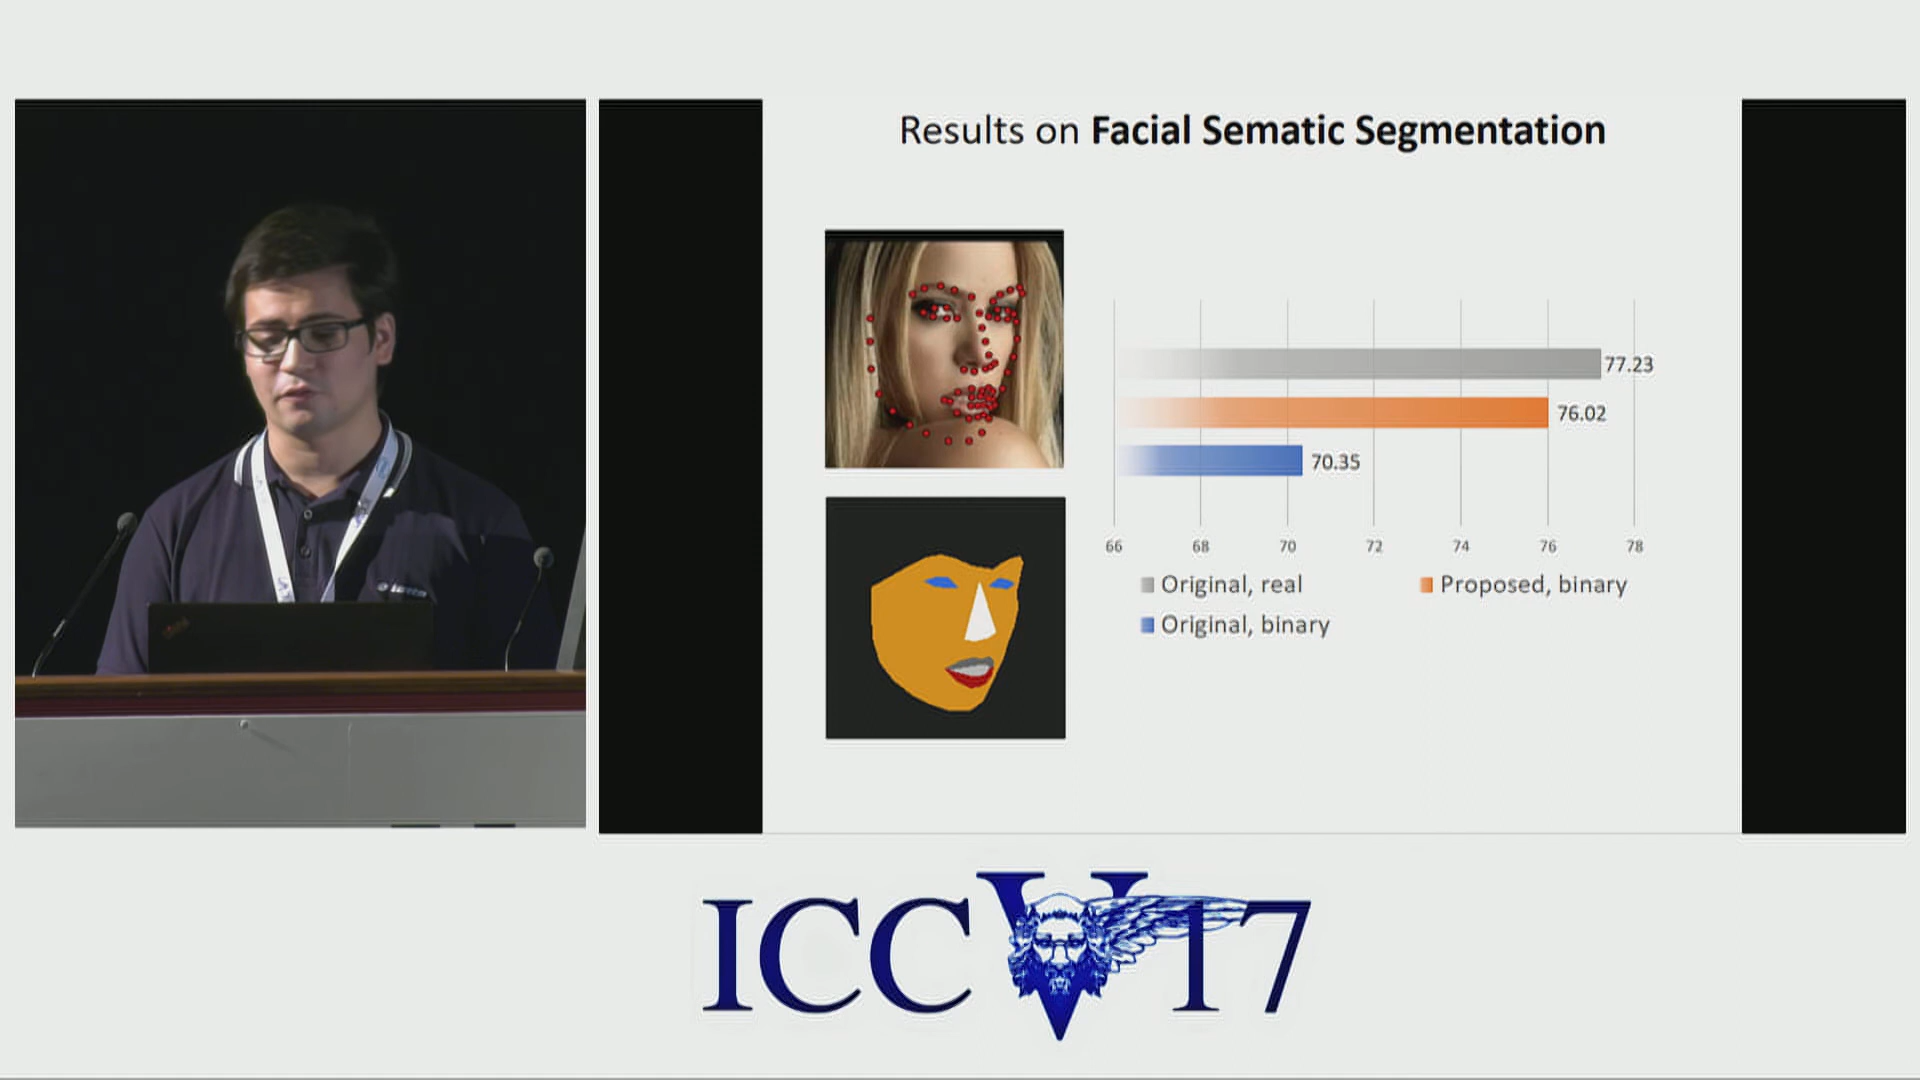 Results on Facial Sematic Segmentation
77.23
76.02
70.35
66 68 70 72 74 76 78
Original, real
Proposed, binary
Original, binary
ICCV17